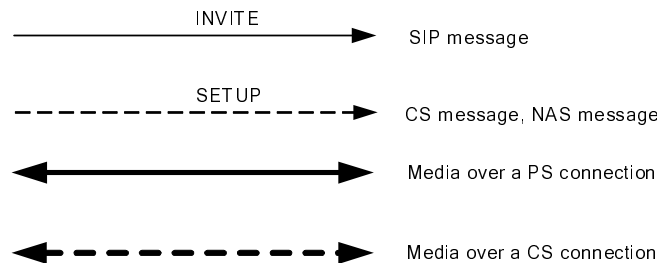 INVITE
SIP message
SETUP
CS message, NAS message
Media over a PS connection
Media over a CS connection